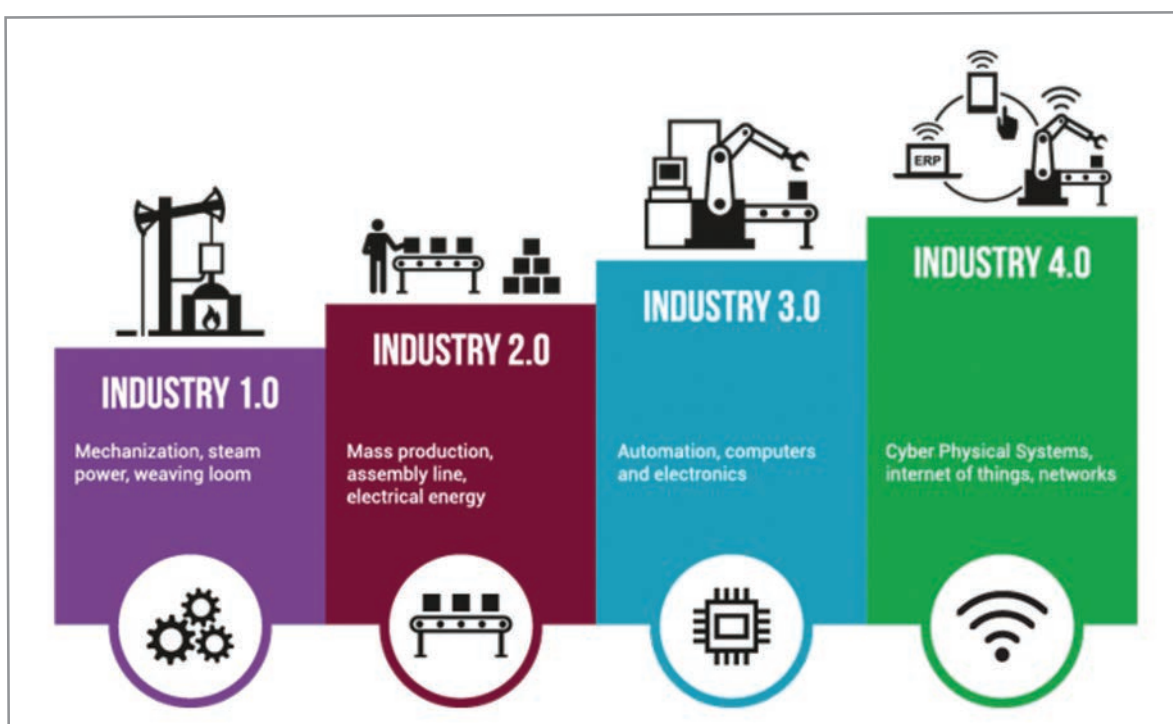 ERP
INDUSTRY 1.0
Mechanization, steam
power, weaving loom
INDUSTRY 2.0
Mass production,
assembly line,
electrical energy
INDUSTRY 3.0
Automation, computers
and electronics
INDUSTRY 4.0
Cyber Physical Systems,
internet of things, networks